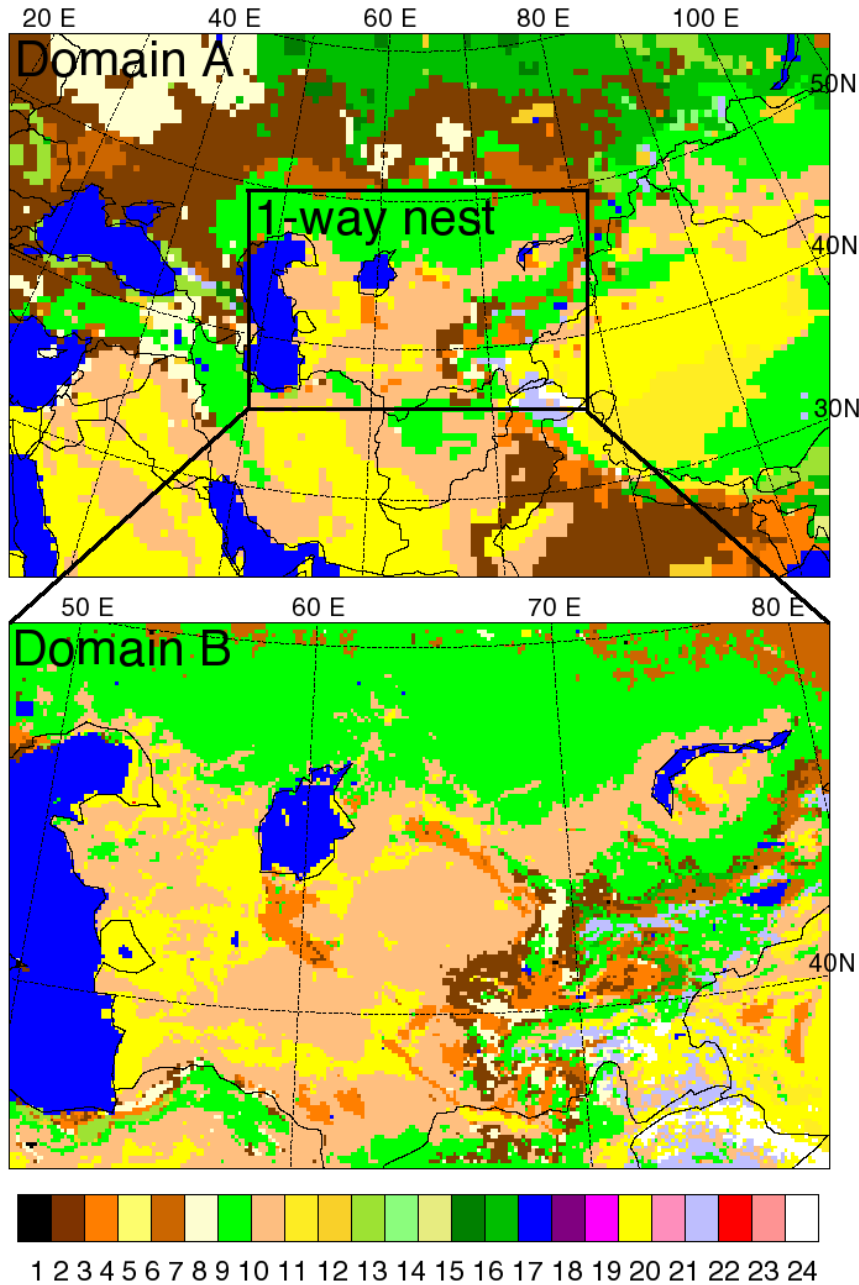 20 E 40 E 60 E 80 E 100 E
Domain A
50N
1-way nest
40N
30N
50 E 60 E 70 E 80 E
Domain B
40N
1 2 3 4 5 6 7 8 9 10 11 12 13 14 15 16 17 18 19 20 21 22 23 24